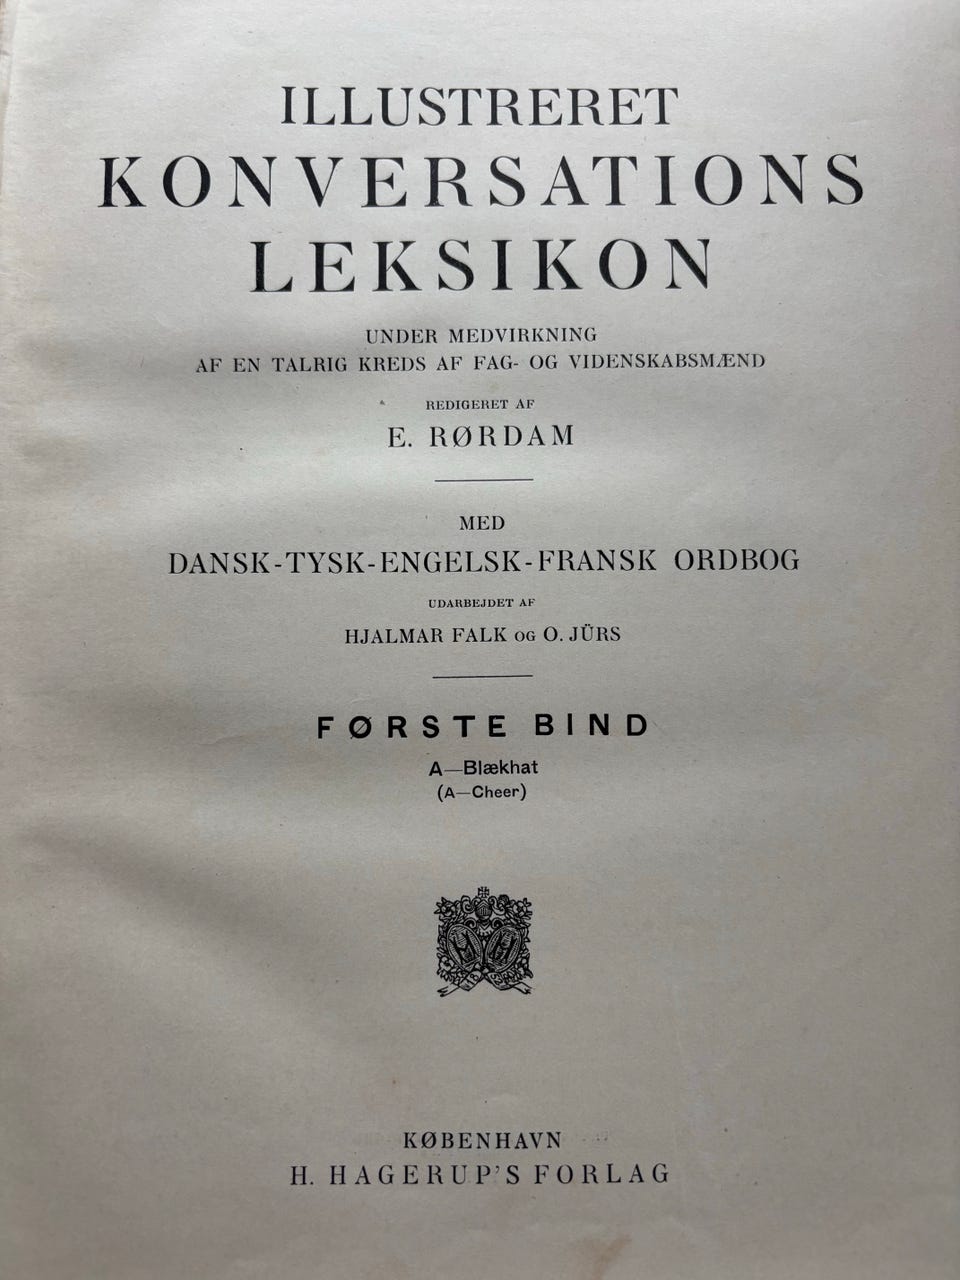 ILLUSTRERET
KONVERSATIONS
LEKSIKON
UNDER MEDVIRKNING
AF EN TALRIG KREDS AF FAG- OG VIDENSKABSMÆND
REDIGERET AF
E. RØRDAM
MED
DANSK-TYSK-ENGELSK-FRANSK ORDBOG
UDARBEJDET AF
HJALMAR FALK OG O. JÜRS
FØRSTE BIND
A—Blækhat
(A—Cheer)
H H
KØBENHAVN
H. HAGERUP'S FORLAG